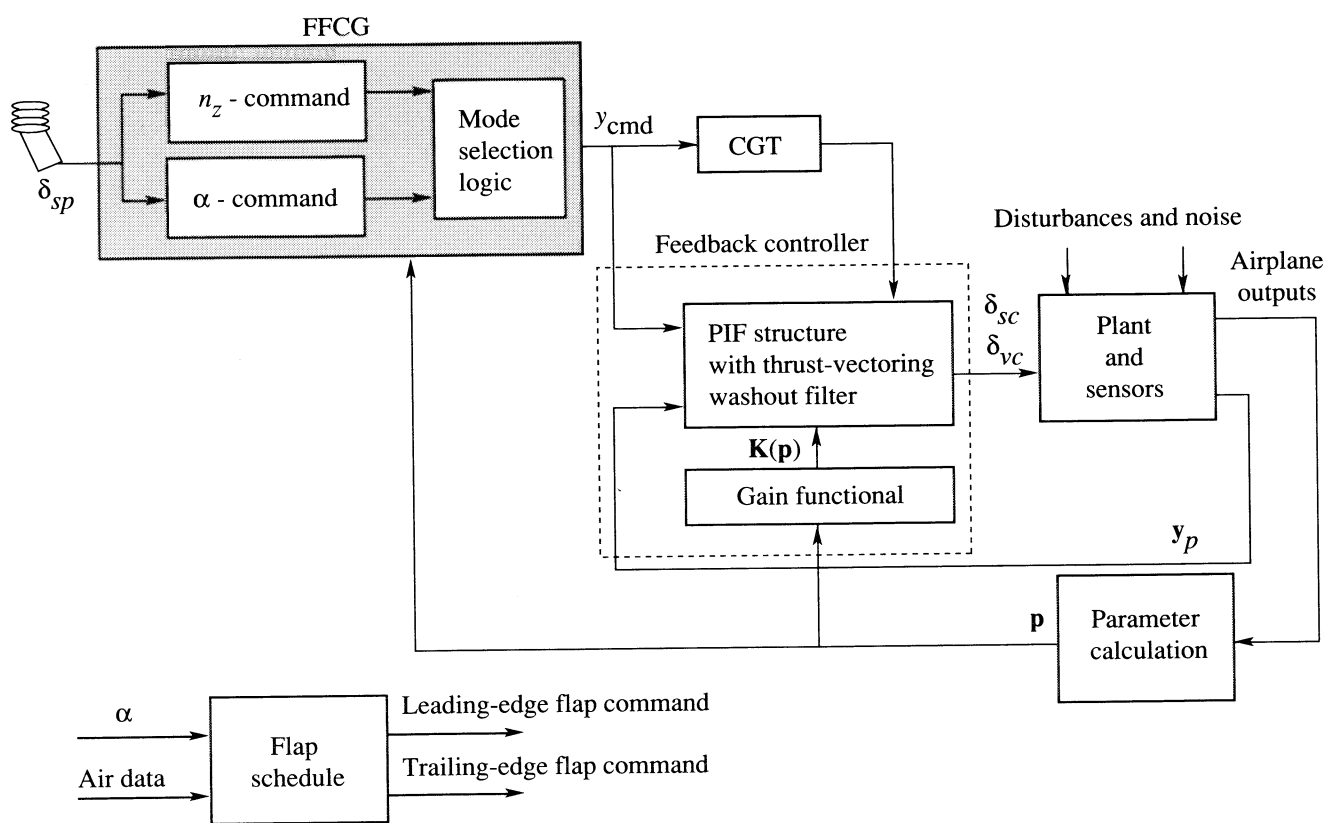 FFCG
n_z - command
α - command
Mode
selection
logic
δ_sp
y_cmd
CGT
Feedback controller
Disturbances and noise
Airplane
outputs
PIF structure
with thrust-vectoring
washout filter
δ_sc
δ_vc
Plant
and
sensors
K(p)
Gain functional
y_p
p
Parameter
calculation
α
Air data
Flap
schedule
Leading-edge flap command
Trailing-edge flap command